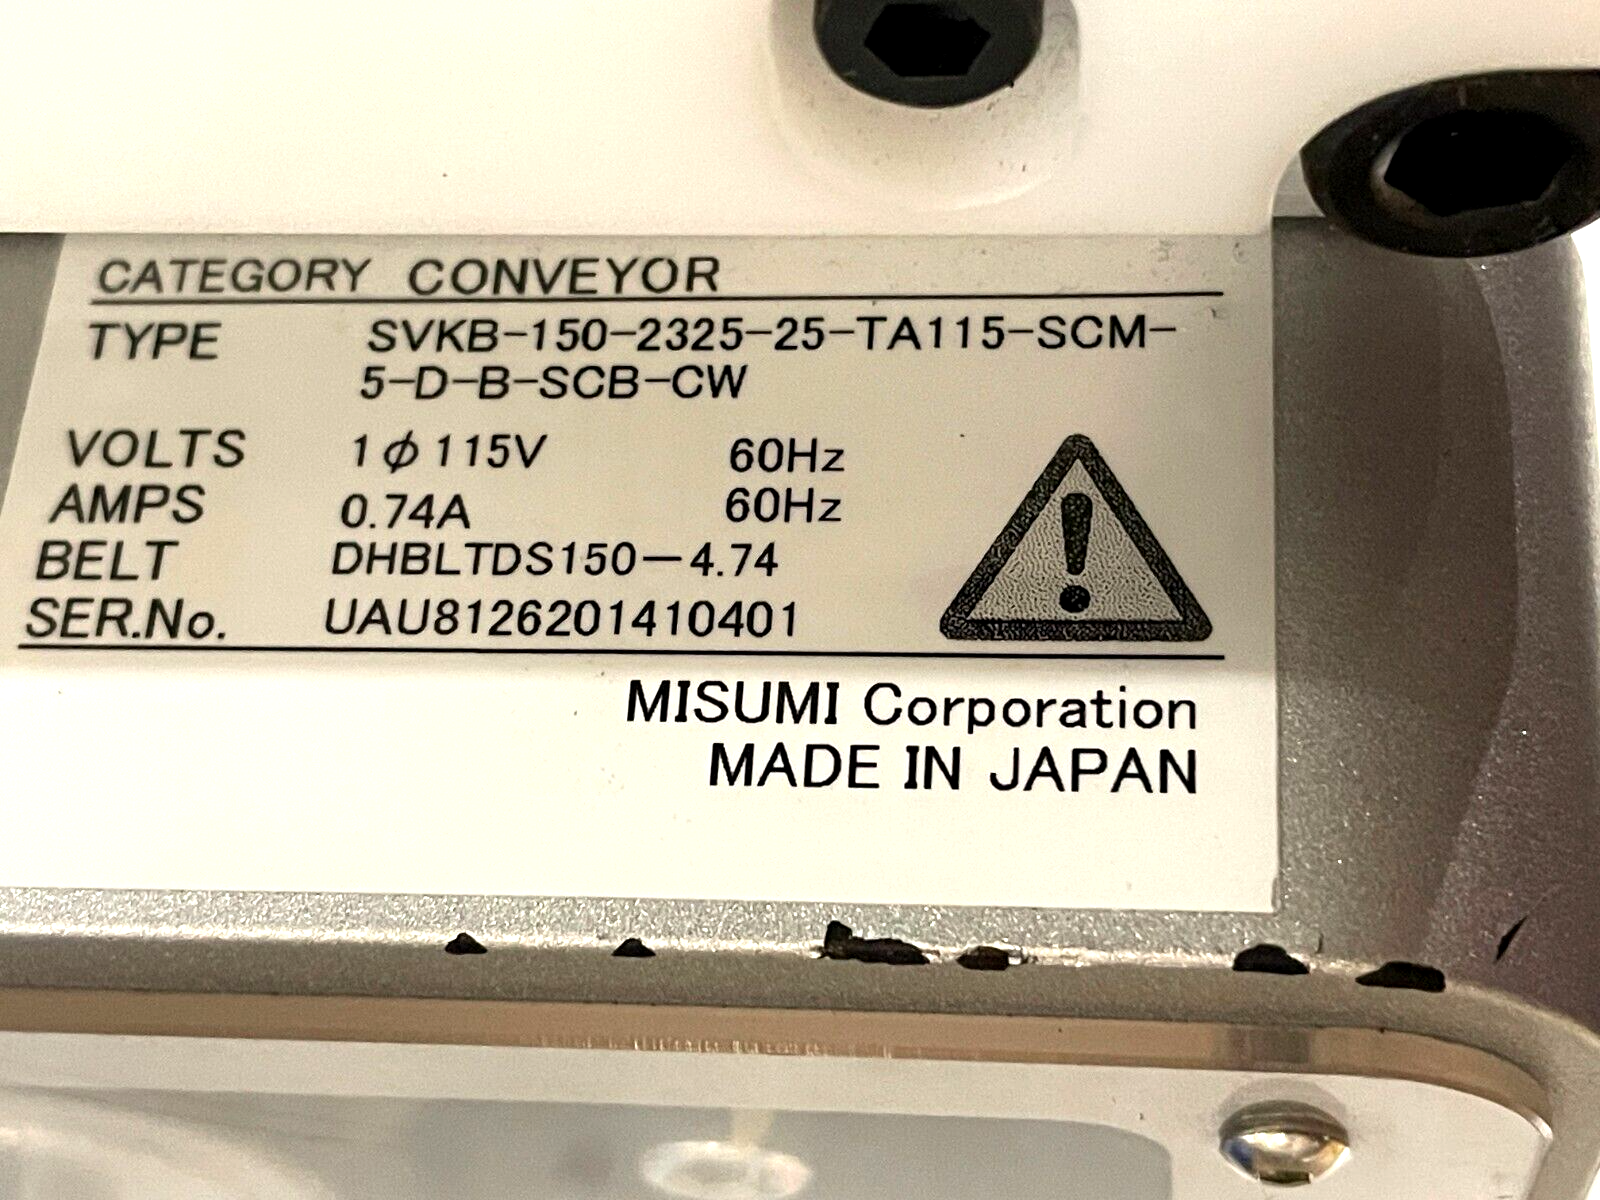 CATEGORY CONVEYOR
TYPE SVKB-150-2325-25-TA115-SCM-
5-D-B-SCB-CW
VOLTS 1φ115V 60Hz
AMPS 0.74A 60Hz
BELT DHBLTDS150-4.74
SER.No. UAU8126201410401
MISUMI Corporation
MADE IN JAPAN